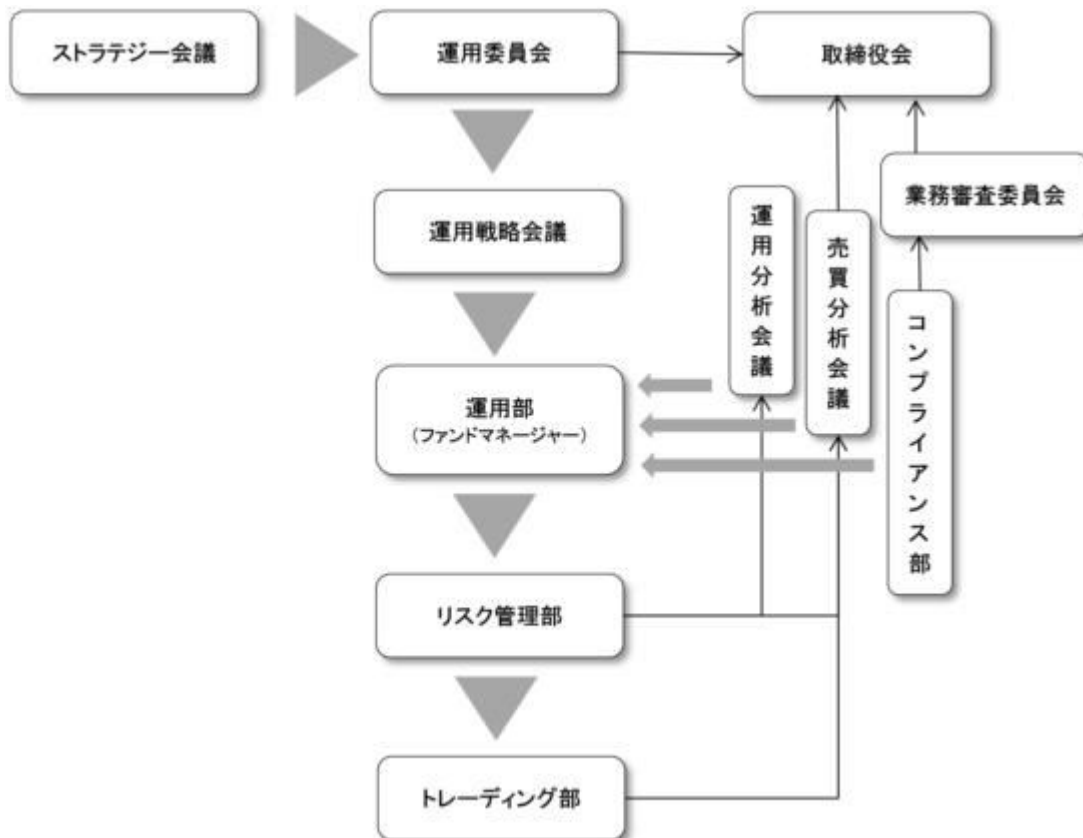 ストラテジー会議
運用委員会
取締役会
運用戦略会議
運用分析会議
売買分析会議
業務審査委員会
コンプライアンス部
運用部
(ファンドマネージャー)
リスク管理部
トレーディング部